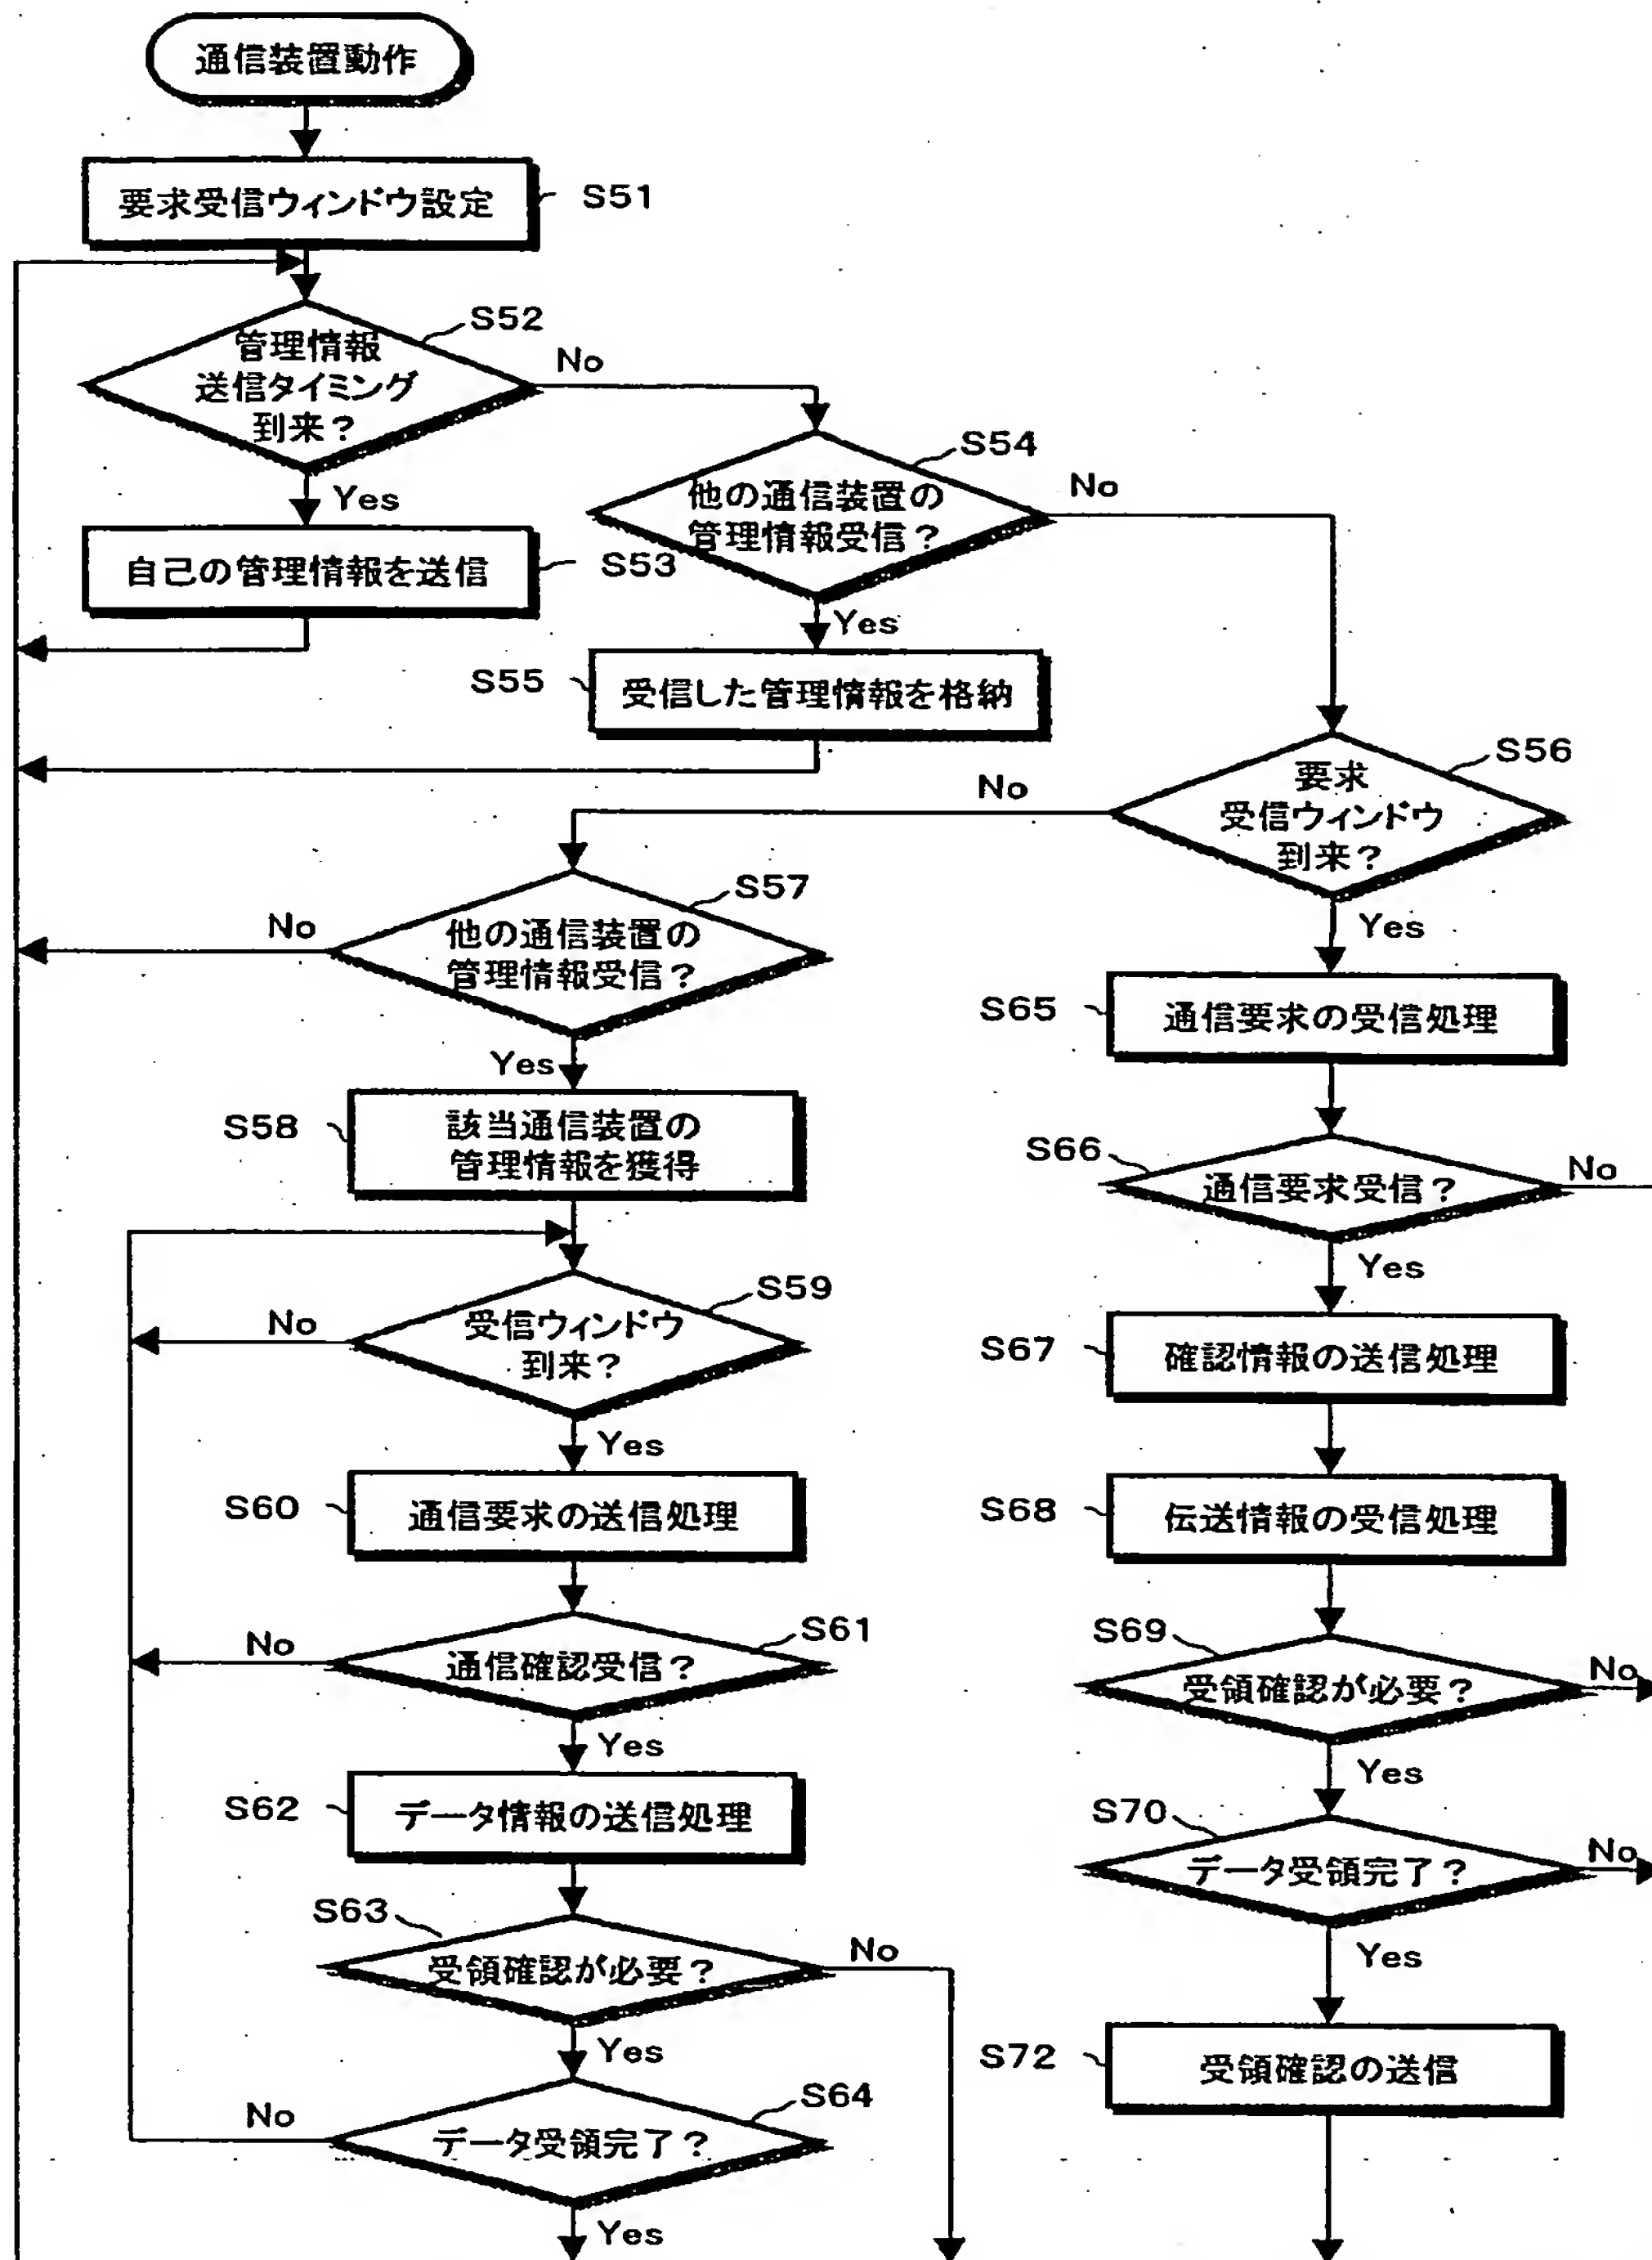 通信装置動作
要求受信ウィンドウ設定
S51
S52
管理情報
送信タイミング
到来？
No
Yes
S54
他の通信装置の
管理情報受信？
No
自己の管理情報を送信
S53
Yes
S55
受信した管理情報を格納
S56
要求
受信ウィンドウ
到来？
No
Yes
S57
他の通信装置の
管理情報受信？
No
Yes
S65
通信要求の受信処理
S58
該当通信装置の
管理情報を獲得
S66
通信要求受信？
No
Yes
S59
受信ウィンドウ
到来？
No
Yes
S67
確認情報の送信処理
S60
通信要求の送信処理
S68
伝送情報の受信処理
S61
通信確認受信？
No
Yes
S69
受領確認が必要？
No
Yes
S62
データ情報の送信処理
S70
データ受領完了？
No
Yes
S63
受領確認が必要？
No
Yes
S72
受領確認の送信
S64
データ受領完了？
No
Yes